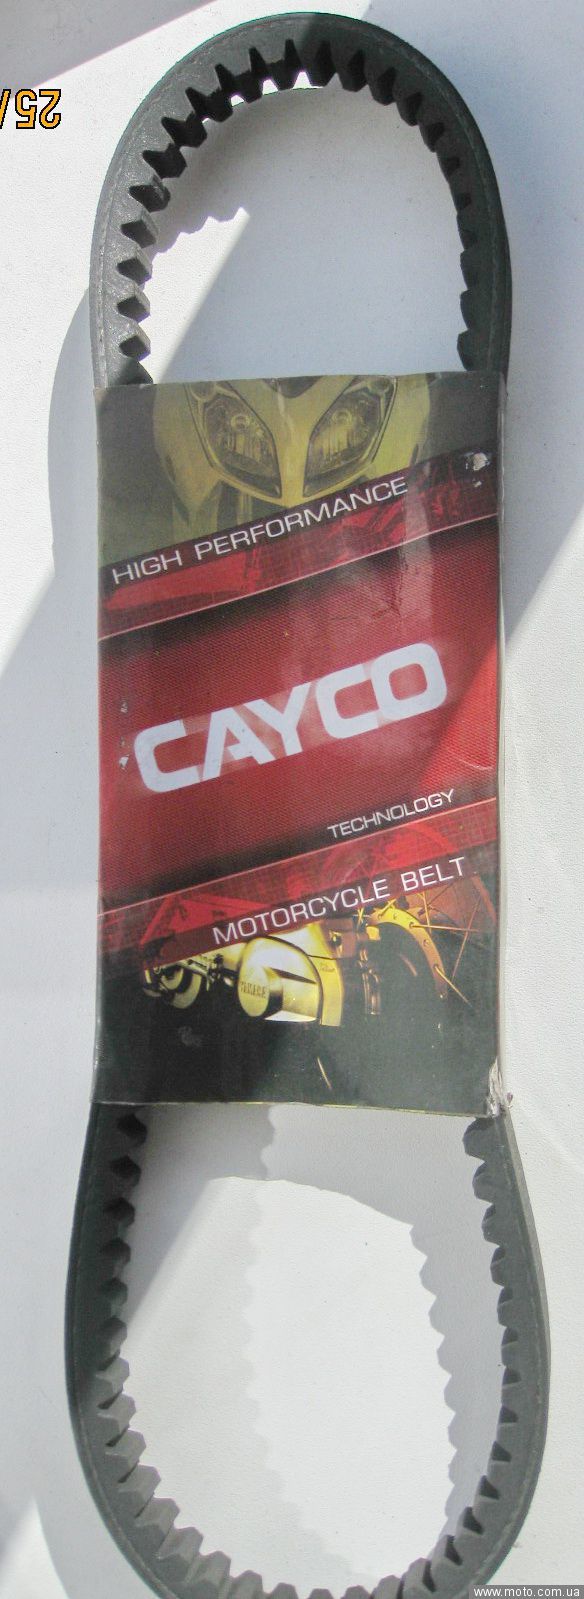 25/
HIGH PERFORMANCE
CAYCO
TECHNOLOGY
MOTORCYCLE BELT
www.moto.com.ua